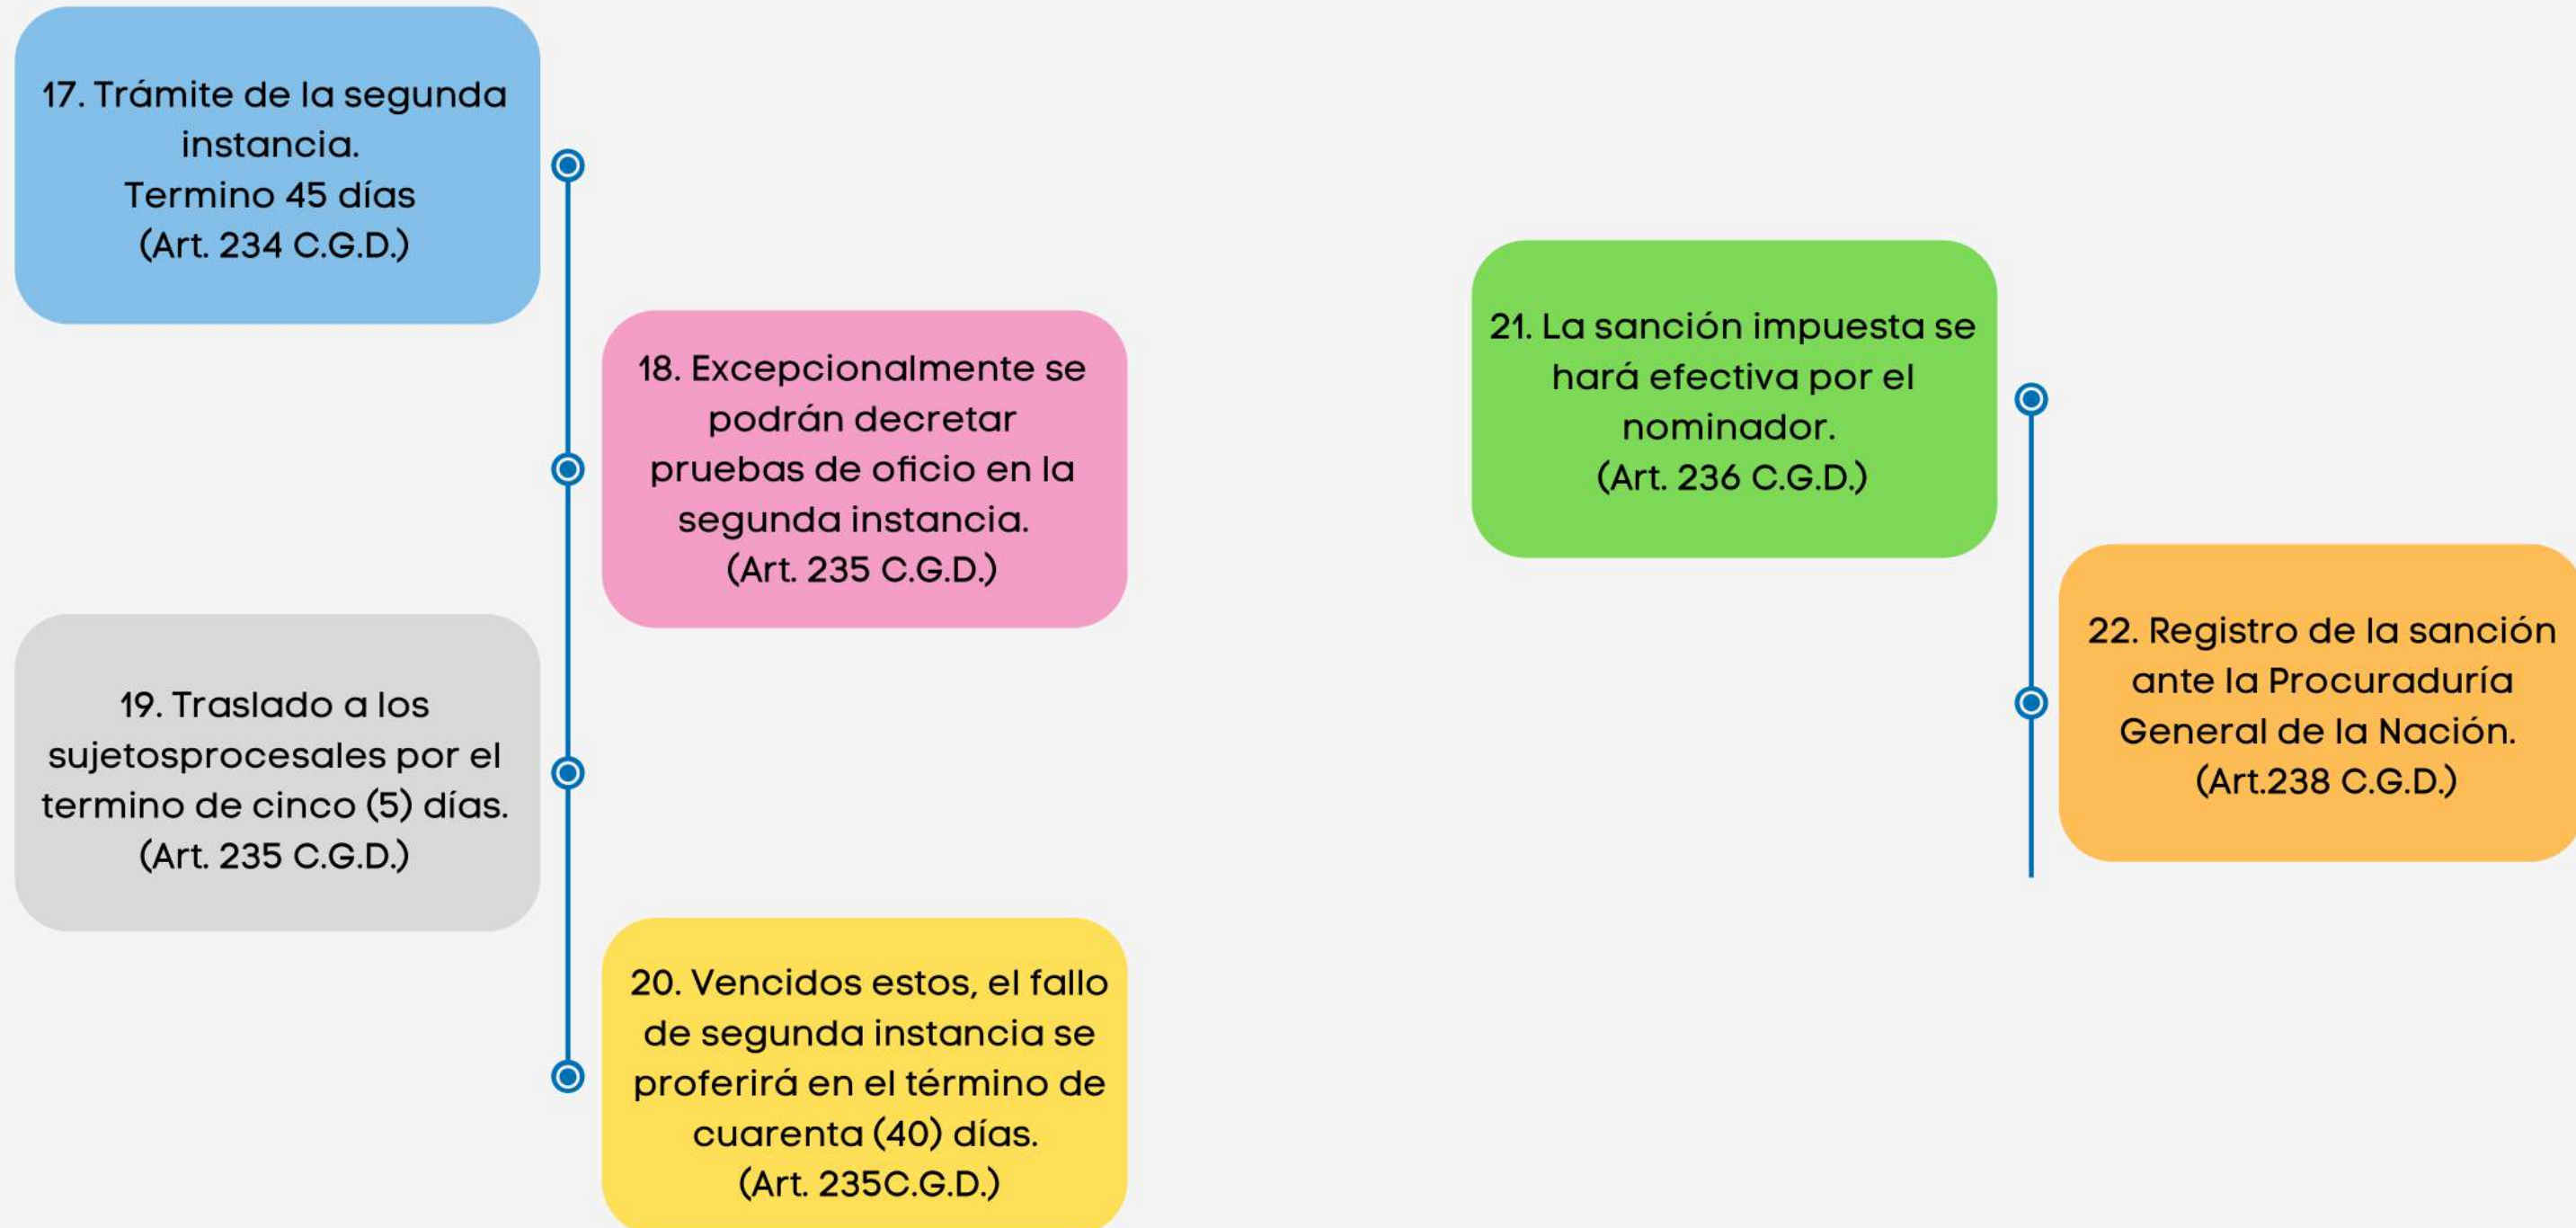 17. Trámite de la segunda
instancia.
Termino 45 días
(Art. 234 C.G.D.)
18. Excepcionalmente se
podrán decretar
pruebas de oficio en la
segunda instancia.
(Art. 235 C.G.D.)
19. Traslado a los
sujetosprocesales por el
termino de cinco (5) días.
(Art. 235 C.G.D.)
20. Vencidos estos, el fallo
de segunda instancia se
proferirá en el término de
cuarenta (40) días.
(Art. 235C.G.D.)
21. La sanción impuesta se
hará efectiva por el
nominador.
(Art. 236 C.G.D.)
22. Registro de la sanción
ante la Procuraduría
General de la Nación.
(Art.238 C.G.D.)